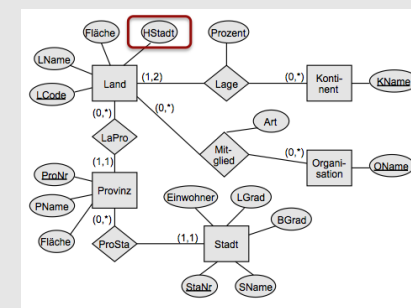 Fläche
HStadt
Prozent
LName
Land
(1,2)
Lage
(0,*)
Konti-
nent
KName
LCode
(0,*)
(0,*)
Art
LaPro
Mit-
glied
(0,*)
Organi-
sation
OName
(1,1)
ProNr
Provinz
PName
Einwohner
LGrad
(0,*)
BGrad
Fläche
ProSta
(1,1)
Stadt
StaNr
SName